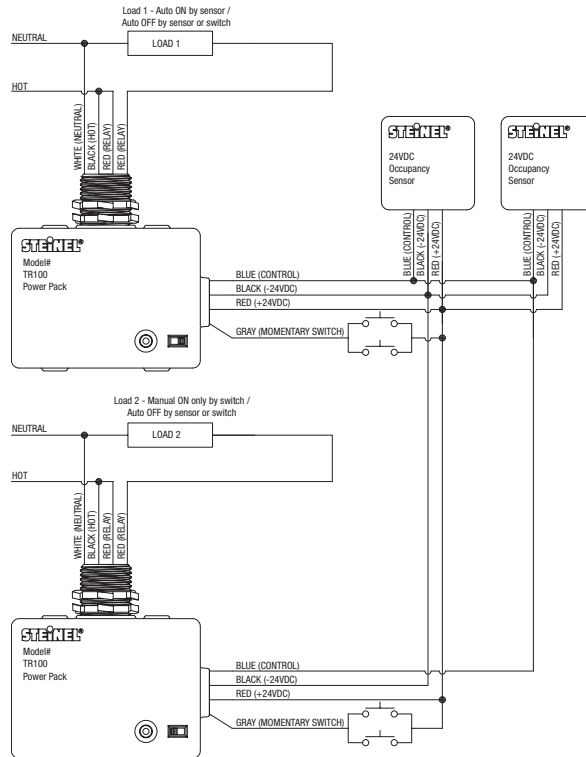 Load 1 - Auto ON by sensor /
Auto OFF by sensor or switch
NEUTRAL
LOAD 1
HOT
WHITE (NEUTRAL)
BLACK (HOT)
RED (RELAY)
RED (RELAY)
STEINEL®
24VDC
Occupancy
Sensor
STEINEL®
24VDC
Occupancy
Sensor
BLUE (CONTROL)
BLACK (-24VDC)
RED (+24VDC)
BLUE (CONTROL)
BLACK (-24VDC)
RED (+24VDC)
STEINEL®
Model#
TR100
Power Pack
BLUE (CONTROL)
BLACK (-24VDC)
RED (+24VDC)
GRAY (MOMENTARY SWITCH)
Load 2 - Manual ON only by switch /
Auto OFF by sensor or switch
NEUTRAL
LOAD 2
HOT
WHITE (NEUTRAL)
BLACK (HOT)
RED (RELAY)
RED (RELAY)
STEINEL®
Model#
TR100
Power Pack
BLUE (CONTROL)
BLACK (-24VDC)
RED (+24VDC)
GRAY (MOMENTARY SWITCH)